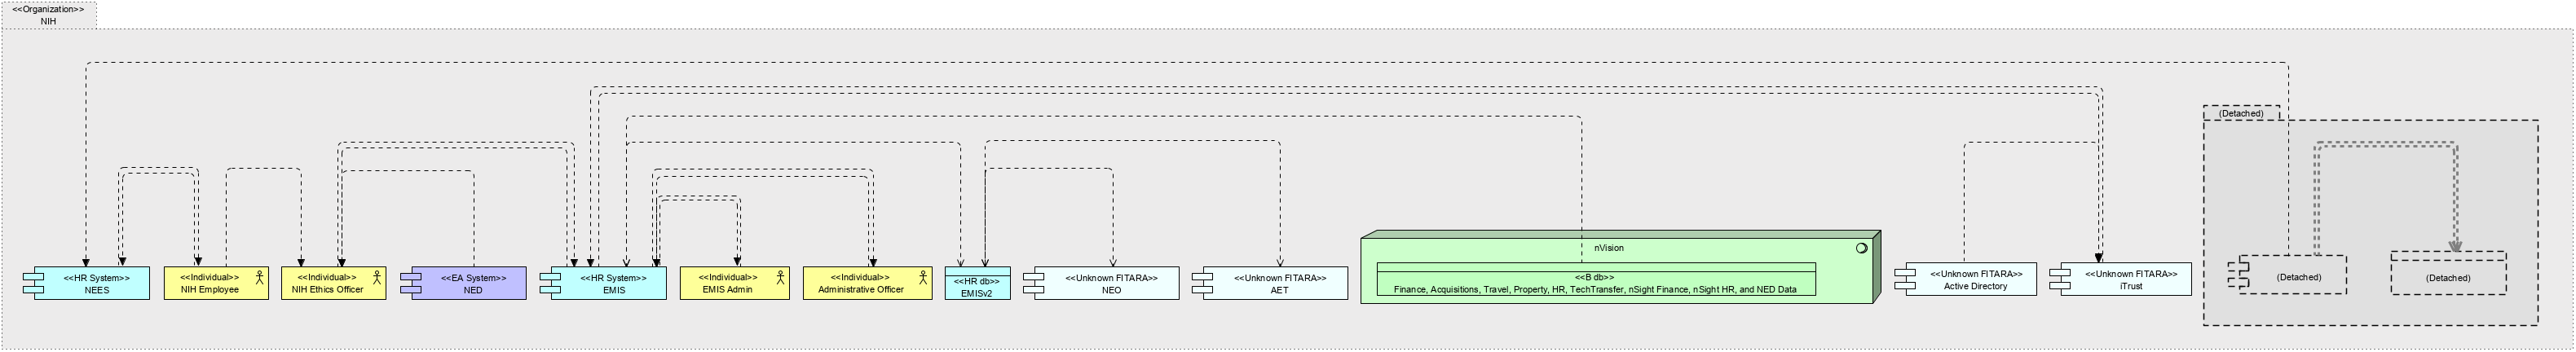 <<Organization>>
NIH
(Detached)
nVision
<<HR System>>
NEES
<<Individual>>
NIH Employee
<<Individual>>
NIH Ethics Officer
<<EA System>>
NED
<<HR System>>
EMIS
<<Individual>>
EMIS Admin
<<Individual>>
Administrative Officer
<<HR db>>
EMISv2
<<Unknown FITARA>>
NEO
<<Unknown FITARA>>
AET
<<B db>>
Finance, Acquisitions, Travel, Property, HR, TechTransfer, nSight Finance, nSight HR, and NED Data
<<Unknown FITARA>>
Active Directory
<<Unknown FITARA>>
iTrust
(Detached)
(Detached)